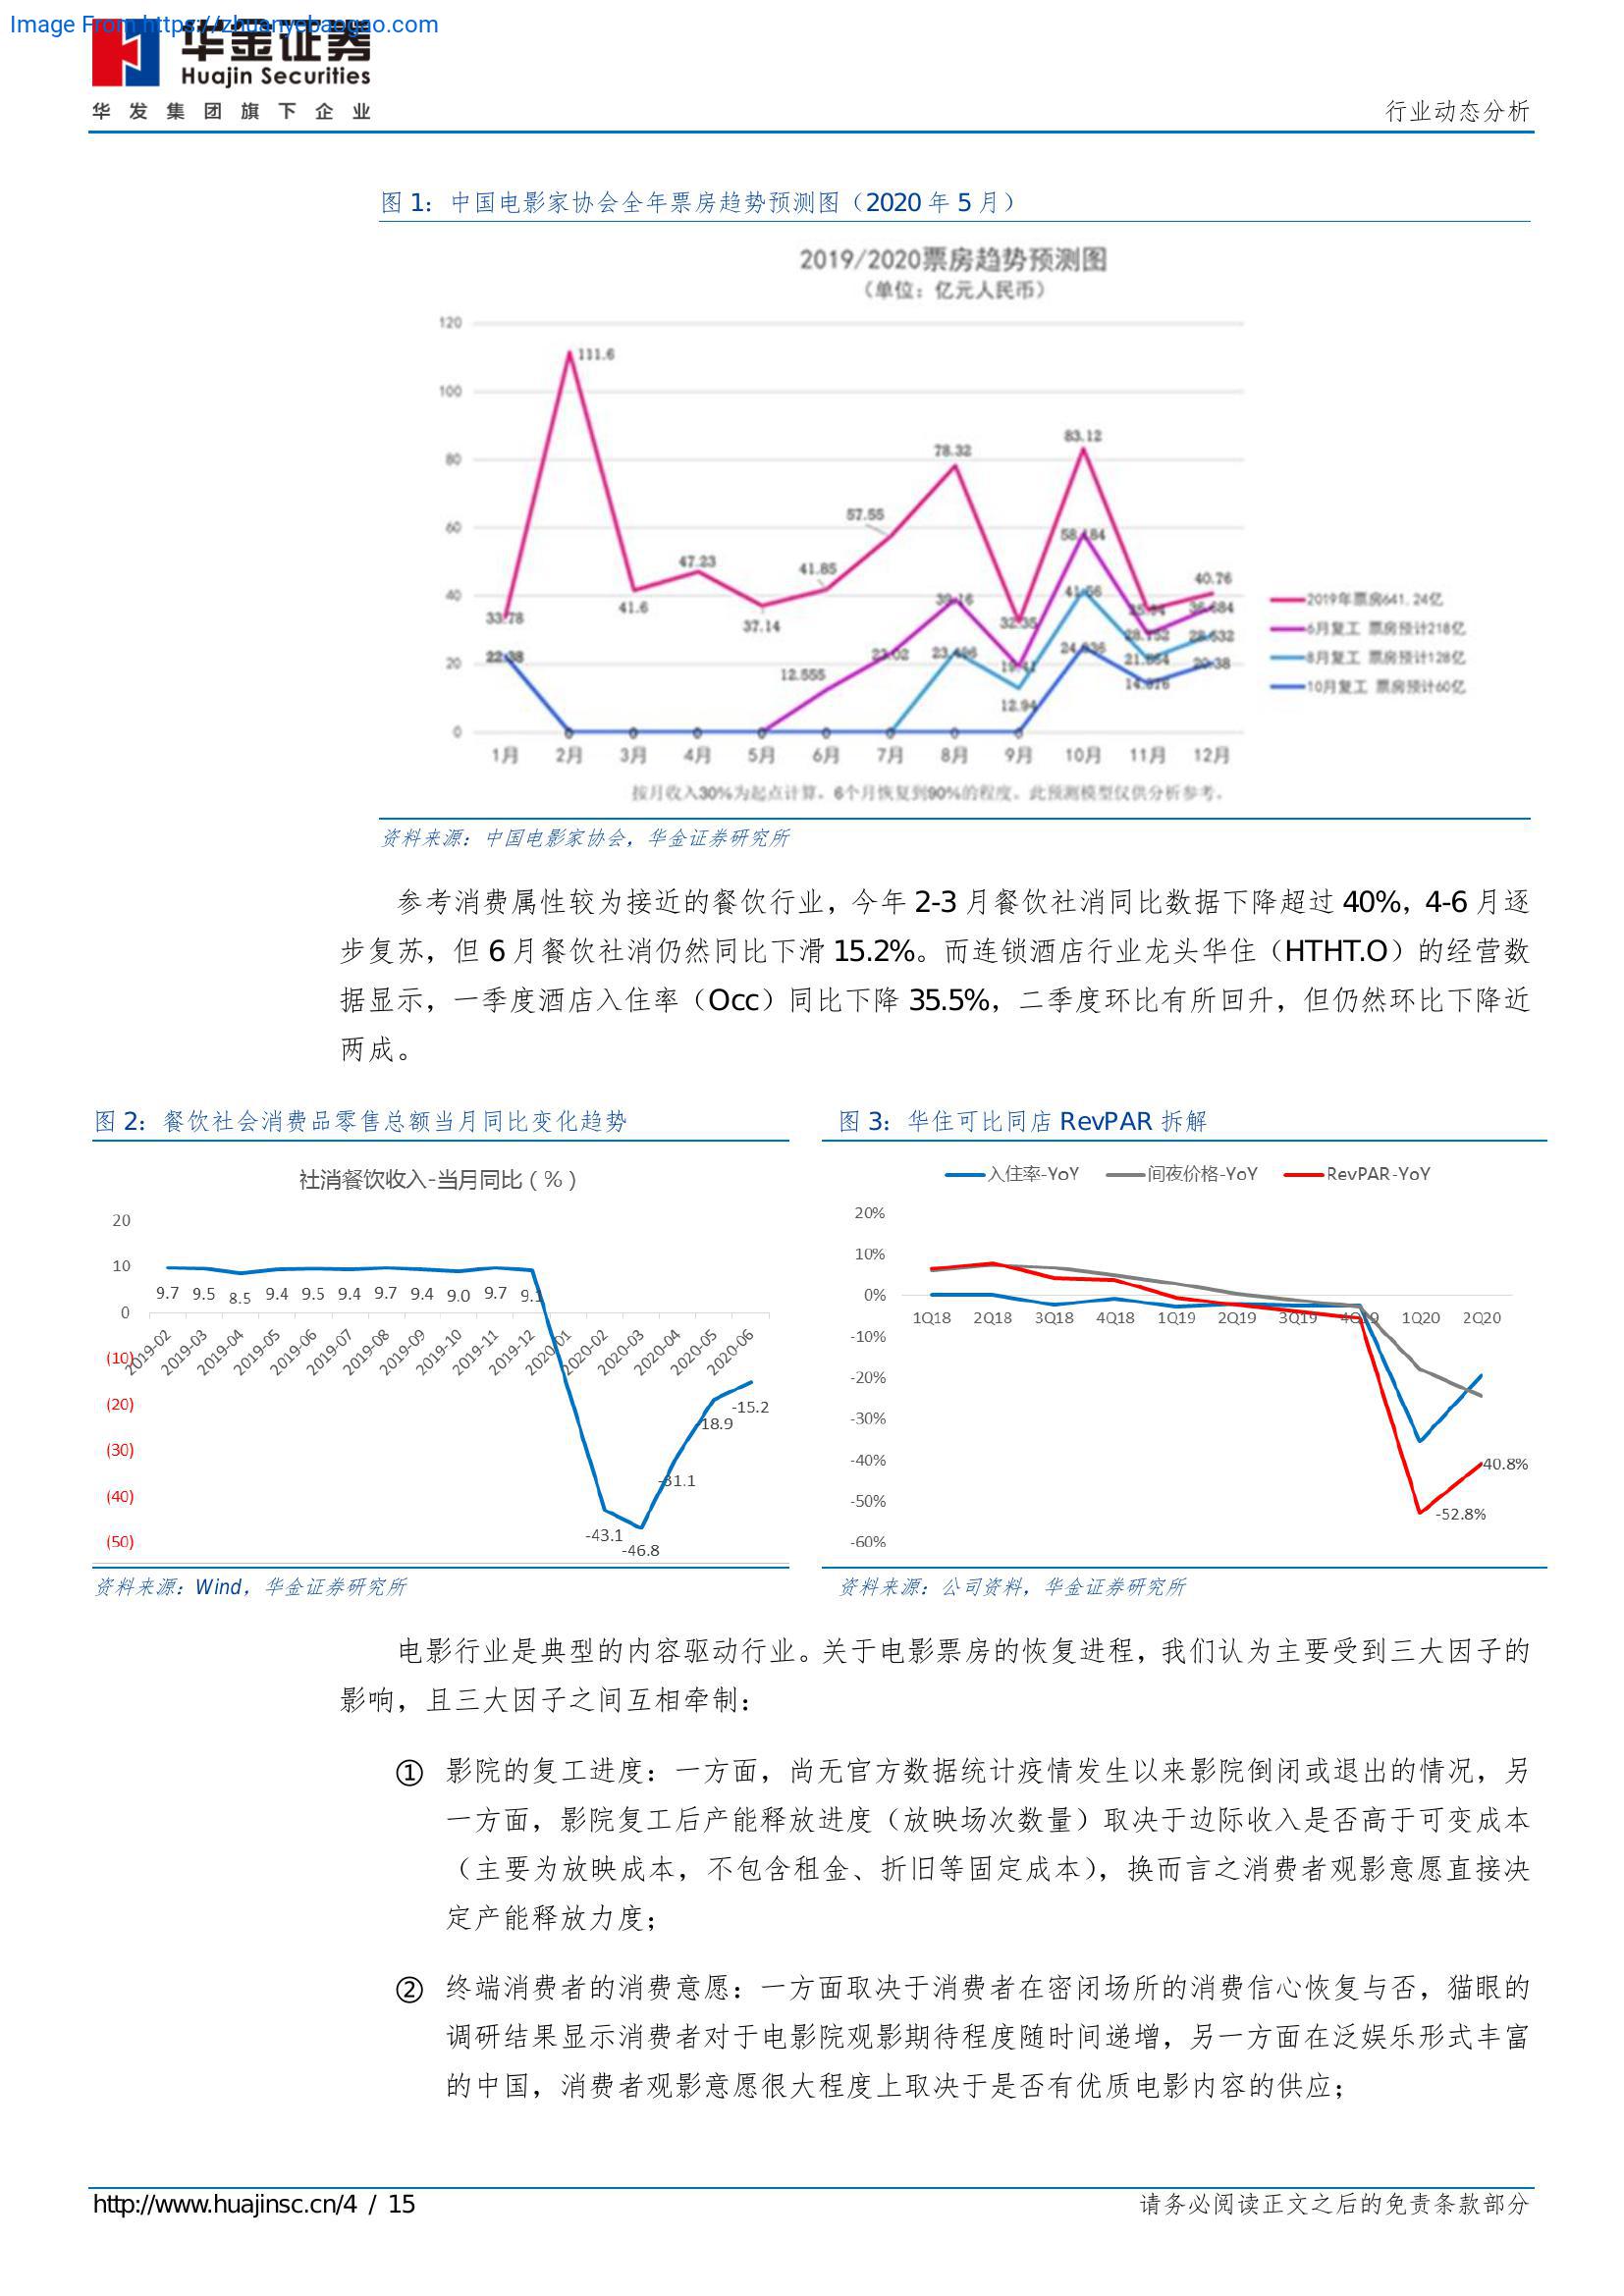 Image From https://zhuanyebaogao.com
华金证券
Huajin Securities
华发集团旗下企业
行业动态分析
图 1：中国电影家协会全年票房趋势预测图（2020 年 5 月）
2019/2020票房趋势预测图
（单位：亿元人民币）
120
100
80
60
40
20
0
33.78
111.6
41.6
47.23
37.14
41.85
57.55
78.32
32.35
83.12
40.76
22.38
12.555
23.02
39.16
19.41
58.184
28.752
36.684
12.94
24.936
20.38
0 0 0 0 0 0 0 0
1月 2月 3月 4月 5月 6月 7月 8月 9月 10月 11月 12月
2019年票房641.24亿
6月复工 票房预计218亿
8月复工 票房预计128亿
10月复工 票房预计60亿
按月收入30%为起点计算，6个月恢复到90%的程度。此预测模型仅供分析参考。
资料来源：中国电影家协会，华金证券研究所
参考消费属性较为接近的餐饮行业，今年 2-3 月餐饮社消同比数据下降超过 40%，4-6 月逐
步复苏，但 6 月餐饮社消仍然同比下滑 15.2%。而连锁酒店行业龙头华住（HTHT.O）的经营数
据显示，一季度酒店入住率（Occ）同比下降 35.5%，二季度环比有所回升，但仍然环比下降近
两成。
图 2：餐饮社会消费品零售总额当月同比变化趋势
社消餐饮收入-当月同比（%）
20
10
0
(10)
(20)
(30)
(40)
(50)
9.7 9.5 8.5 9.4 9.5 9.4 9.7 9.4 9.0 9.7 9.1
-43.1
-46.8
-31.1
-18.9
-15.2
2019-02 2019-03 2019-04 2019-05 2019-06 2019-07 2019-08 2019-09 2019-10 2019-11 2019-12 2020-01 2020-02 2020-03 2020-04 2020-05 2020-06
资料来源：Wind，华金证券研究所
图 3：华住可比同店 RevPAR 拆解
入住率-YoY 间夜价格-YoY RevPAR-YoY
20%
10%
0%
-10%
-20%
-30%
-40%
-50%
-60%
1Q18 2Q18 3Q18 4Q18 1Q19 2Q19 3Q19 4Q19 1Q20 2Q20
-40.8%
-52.8%
资料来源：公司资料，华金证券研究所
电影行业是典型的内容驱动行业。关于电影票房的恢复进程，我们认为主要受到三大因子的
影响，且三大因子之间互相牵制：
① 影院的复工进度：一方面，尚无官方数据统计疫情发生以来影院倒闭或退出的情况，另
一方面，影院复工后产能释放进度（放映场次数量）取决于边际收入是否高于可变成本
（主要为放映成本，不包含租金、折旧等固定成本），换而言之消费者观影意愿直接决
定产能释放力度；
② 终端消费者的消费意愿：一方面取决于消费者在密闭场所的消费信心恢复与否，猫眼的
调研结果显示消费者对于电影院观影期待程度随时间递增，另一方面在泛娱乐形式丰富
的中国，消费者观影意愿很大程度上取决于是否有优质电影内容的供应；
http://www.huajinsc.cn/4 / 15
请务必阅读正文之后的免责条款部分